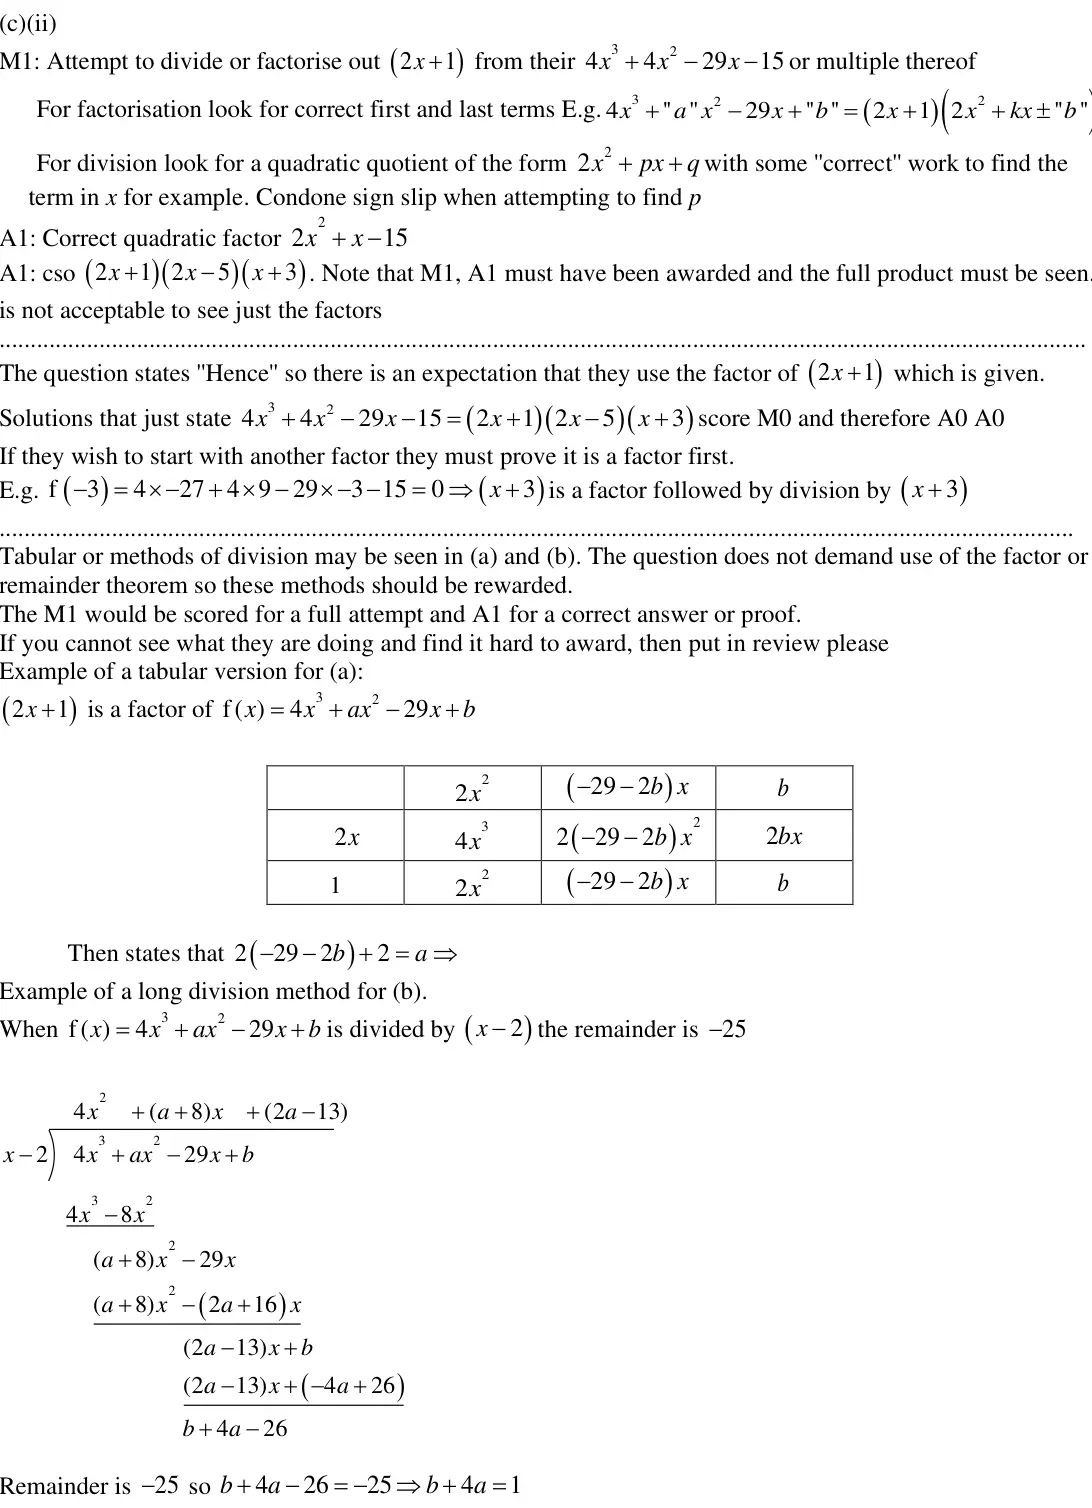 (c)(ii)
M1: Attempt to divide or factorise out (2x+1) from their 4x³ + 4x² − 29x − 15 or multiple thereof
For factorisation look for correct first and last terms E.g. 4x³ + "a" x² − 29x + "b" = (2x+1)(2x² + kx ± "b"
For division look for a quadratic quotient of the form 2x² + px + q with some "correct" work to find the
term in x for example. Condone sign slip when attempting to find p
A1: Correct quadratic factor 2x² + x − 15
A1: cso (2x+1)(2x−5)(x+3). Note that M1, A1 must have been awarded and the full product must be seen.
is not acceptable to see just the factors
The question states "Hence" so there is an expectation that they use the factor of (2x+1) which is given.
Solutions that just state 4x³ + 4x² − 29x − 15 = (2x+1)(2x−5)(x+3) score M0 and therefore A0 A0
If they wish to start with another factor they must prove it is a factor first.
E.g. f(−3) = 4×−27 + 4×9 − 29×−3 − 15 = 0 ⇒ (x+3) is a factor followed by division by (x+3)
Tabular or methods of division may be seen in (a) and (b). The question does not demand use of the factor or
remainder theorem so these methods should be rewarded.
The M1 would be scored for a full attempt and A1 for a correct answer or proof.
If you cannot see what they are doing and find it hard to award, then put in review please
Example of a tabular version for (a):
(2x+1) is a factor of f(x) = 4x³ + ax² − 29x + b
2x² (−29−2b)x b
2x 4x³ 2(−29−2b)x² 2bx
1 2x² (−29−2b)x b
Then states that 2(−29−2b)+2 = a ⇒
Example of a long division method for (b).
When f(x) = 4x³ + ax² − 29x + b is divided by (x−2) the remainder is −25
4x² +(a+8)x +(2a−13)
x−2) 4x³ + ax² − 29x + b
4x³ − 8x²
(a+8)x² − 29x
(a+8)x² − (2a+16)x
(2a−13)x + b
(2a−13)x + (−4a+26)
b + 4a − 26
Remainder is −25 so b + 4a − 26 = −25 ⇒ b + 4a = 1